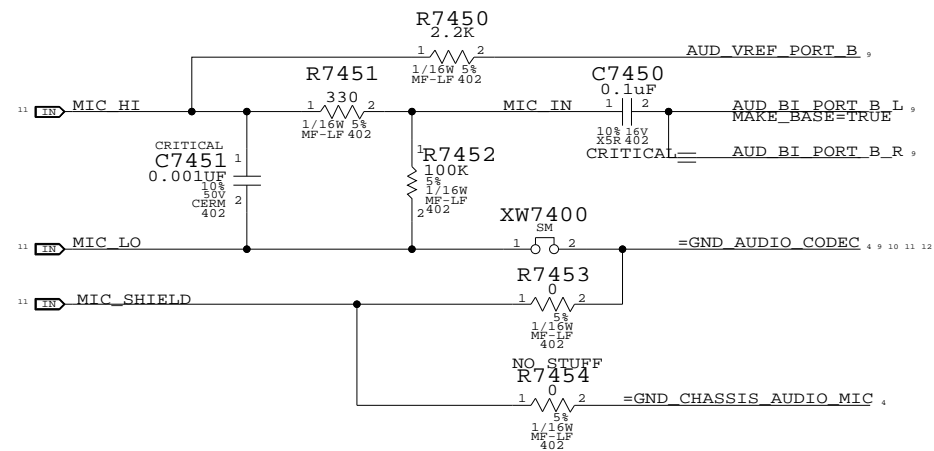 R7450
2.2K
1 2
1/16W 5%
MF-LF 402
AUD_VREF_PORT_B 9
R7451
330
1 2
1/16W 5%
MF-LF 402
C7450
0.1uF
1 2
10% 16V
X5R 402
CRITICAL
11 IN MIC_HI
MIC_IN
AUD_BI_PORT_B_L 9
MAKE_BASE=TRUE
AUD_BI_PORT_B_R 9
CRITICAL
C7451 1
0.001UF
10%
50V
CERM 2
402
1
R7452
100K
5%
1/16W
MF-LF
2 402
XW7400
SM
1 2
11 IN MIC_LO
=GND_AUDIO_CODEC 4 9 10 11 12
R7453
0
1 2
5%
1/16W
MF-LF
402
11 IN MIC_SHIELD
NO STUFF
R7454
0
1 2
5%
1/16W
MF-LF
402
=GND_CHASSIS_AUDIO_MIC 4